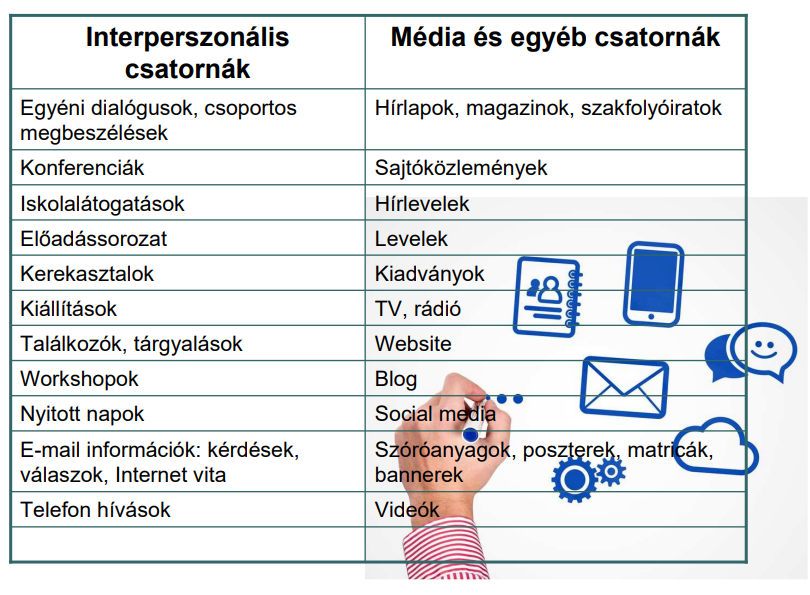 Interperszonális
csatornák
Média és egyéb csatornák
Egyéni dialógusok, csoportos
megbeszélések
Hírlapok, magazinok, szakfolyóiratok
Konferenciák
Sajtóközlemények
Iskolalátogatások
Hírlevelek
Előadássorozat
Levelek
Kerekasztalok
Kiadványok
Kiállítások
TV, rádió
Találkozók, tárgyalások
Website
Workshopok
Blog
Nyitott napok
Social media
E-mail információk: kérdések,
válaszok, Internet vita
Szóróanyagok, poszterek, matricák,
bannerek
Telefon hívások
Videók